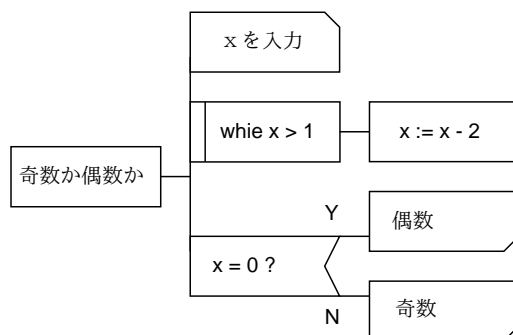 ｘを入力
whie x > 1
x := x - 2
奇数か偶数か
Y
偶数
x = 0 ?
N
奇数